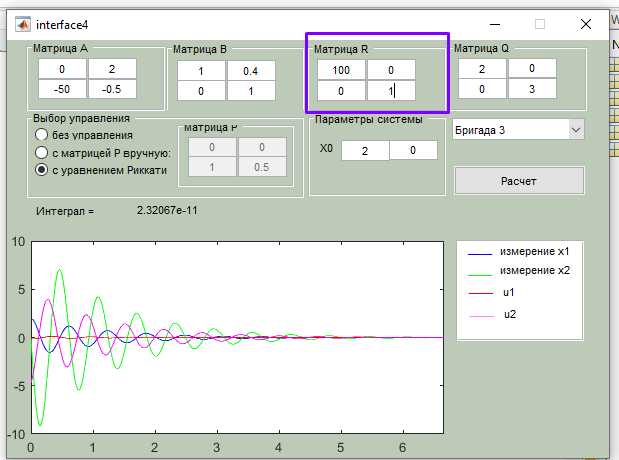 interface4
Матрица A
0 2
-50 -0.5
Матрица B
1 0.4
0 1
Матрица R
100 0
0 1
Матрица Q
2 0
0 3
Выбор управления
без управления
с матрицей P вручную:
с уравнением Риккати
Матрица P
0 0
1 0.5
Параметры системы
X0 2 0
Бригада 3
Расчет
Интеграл = 2.32067e-11
10
5
0
-5
-10
0 1 2 3 4 5 6
измерение x1
измерение x2
u1
u2